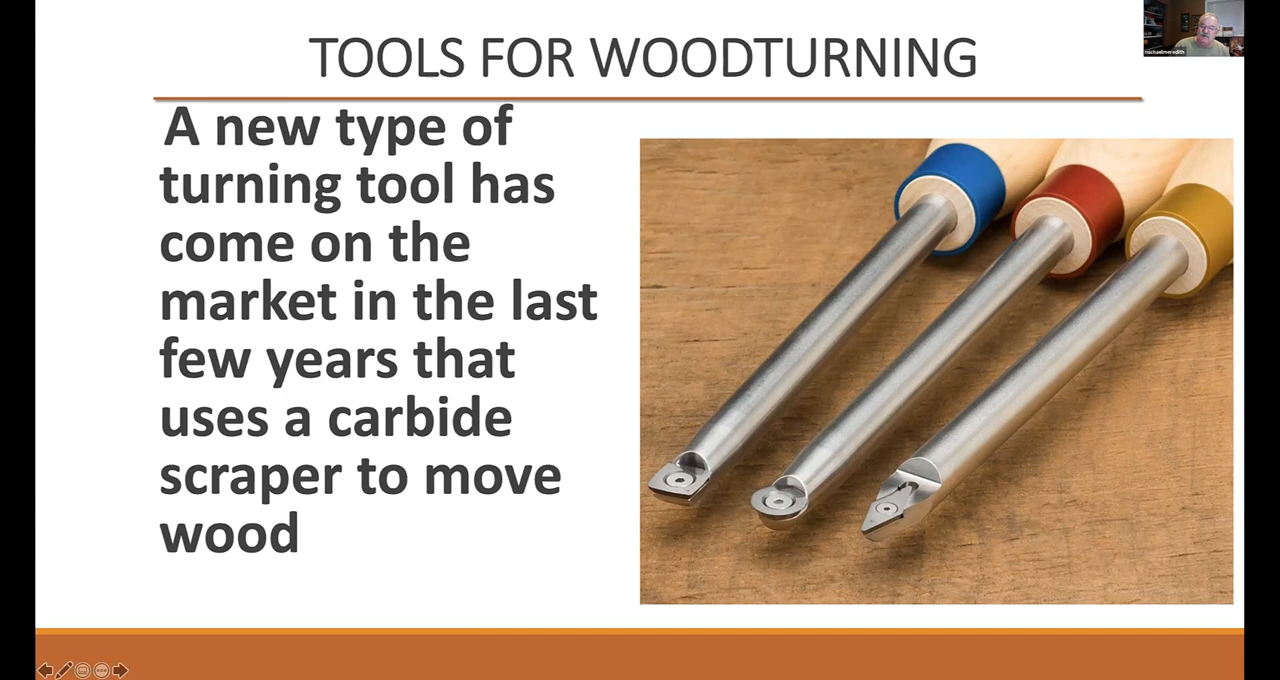 TOOLS FOR WOODTURNING
michaelmeredith
A new type of
turning tool has
come on the
market in the last
few years that
uses a carbide
scraper to move
wood